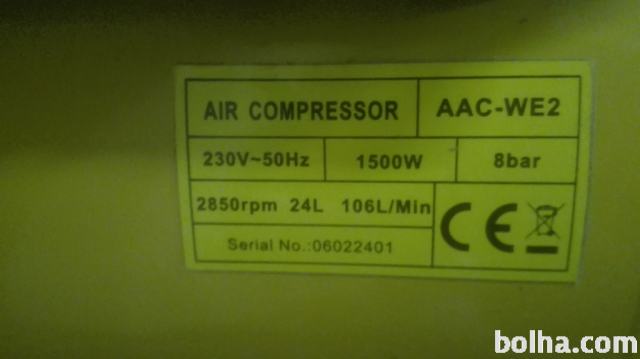 AIR COMPRESSOR AAC-WE2
230V~50Hz 1500W 8bar
2850rpm 24L 106L/Min
CE
Serial No.:06022401
bolha.com